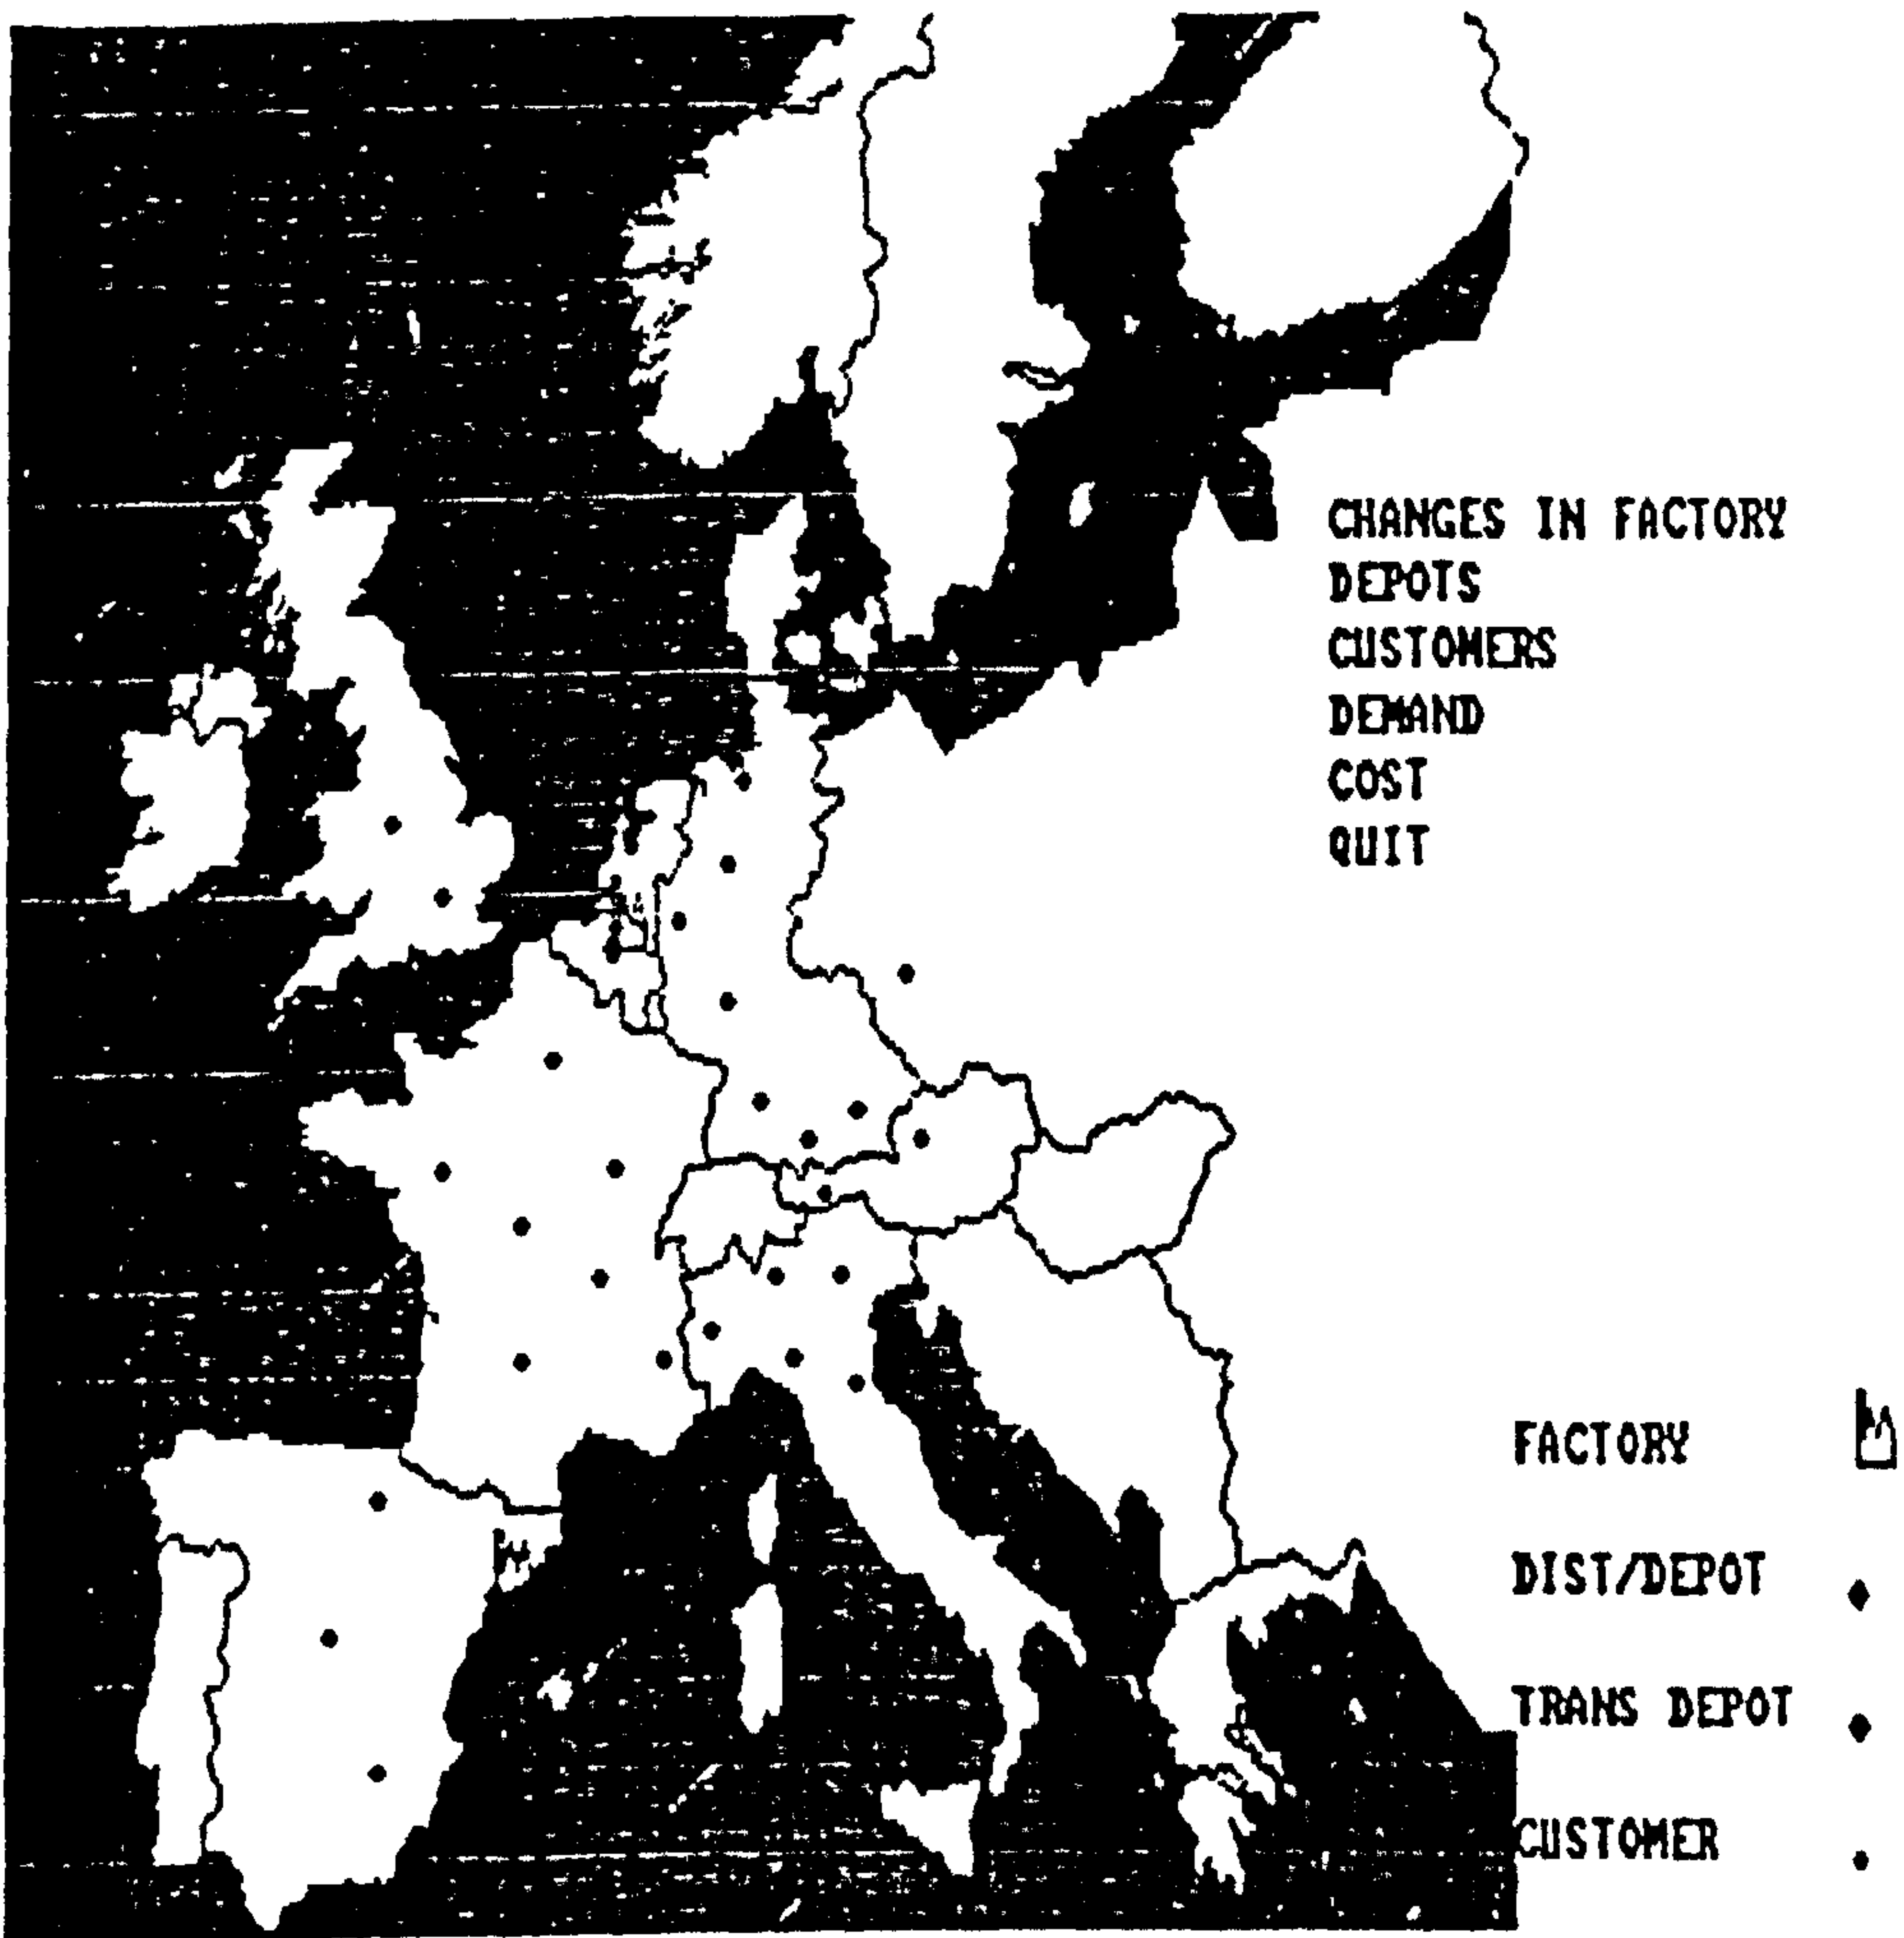 CHANGES IN FACTORY
DEPOTS
CUSTOMERS
DEMAND
COST
QUIT
FACTORY
DIST/DEPOT
TRANS DEPOT
CUSTOMER